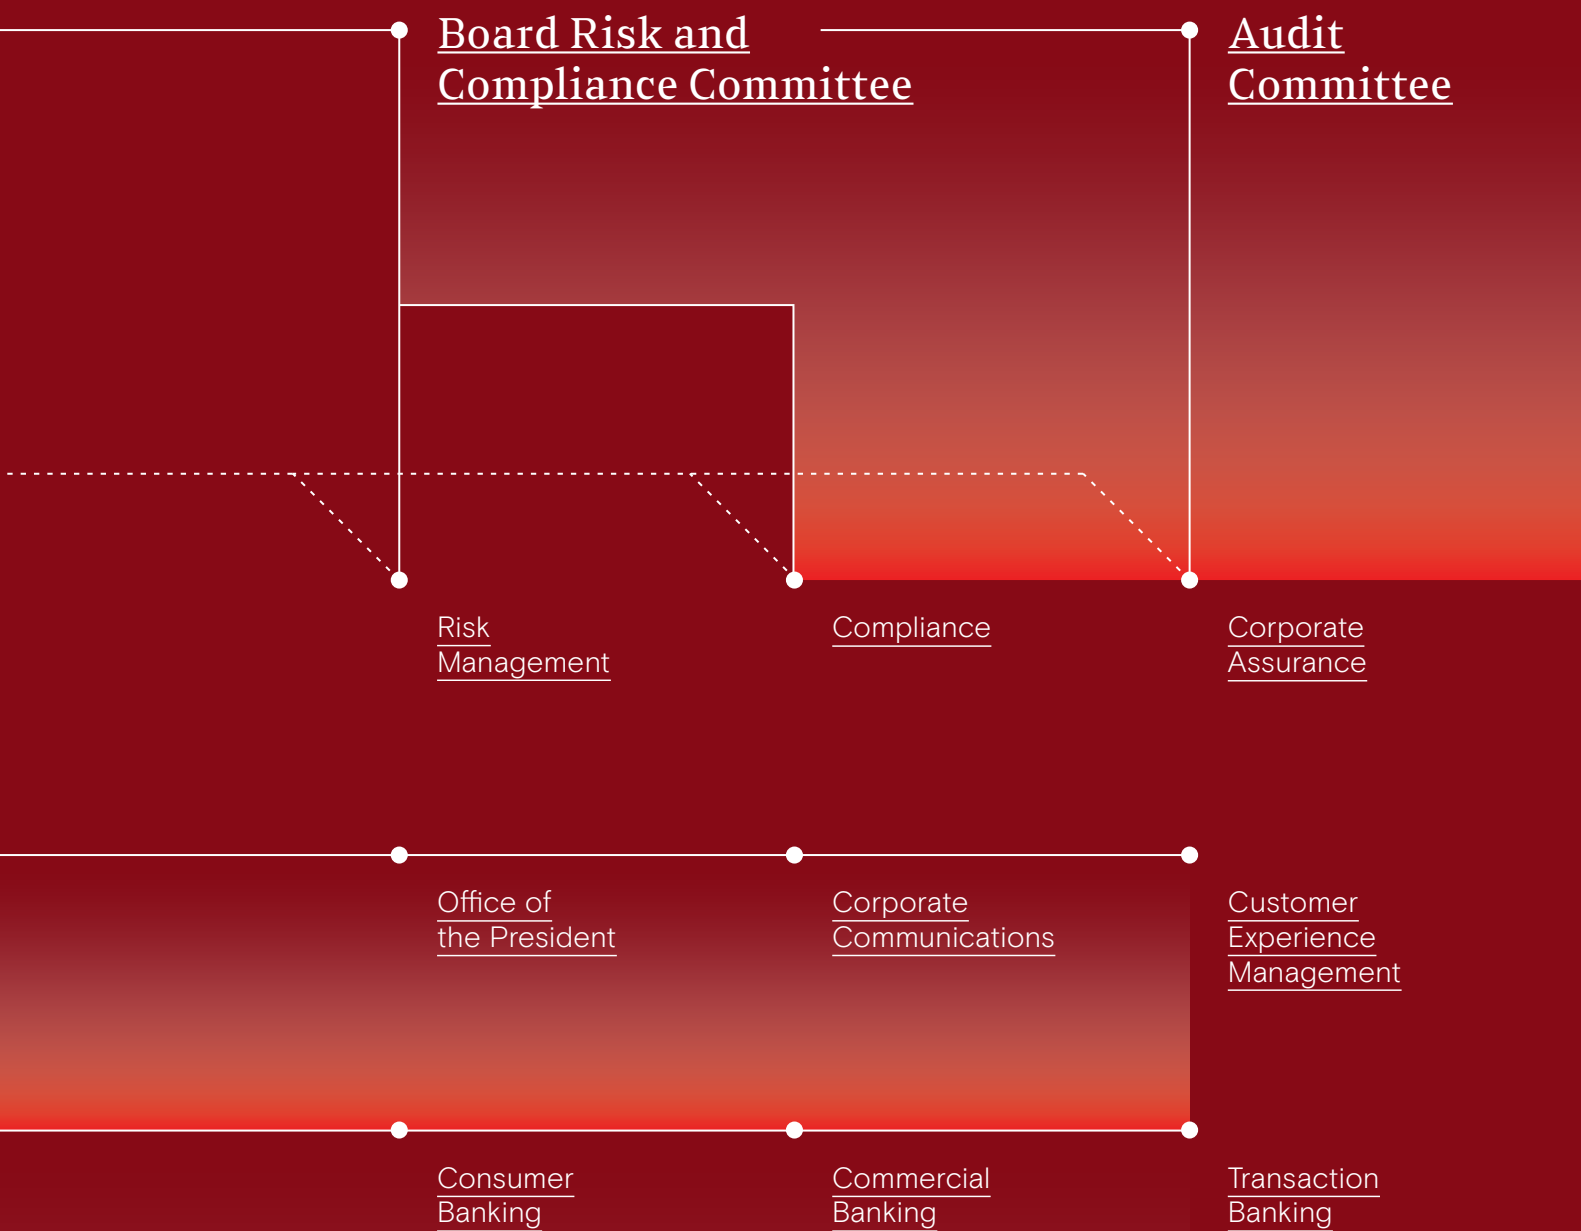 Board Risk and
Compliance Committee
Audit
Committee
Risk
Management
Compliance
Corporate
Assurance
Office of
the President
Corporate
Communications
Customer
Experience
Management
Consumer
Banking
Commercial
Banking
Transaction
Banking